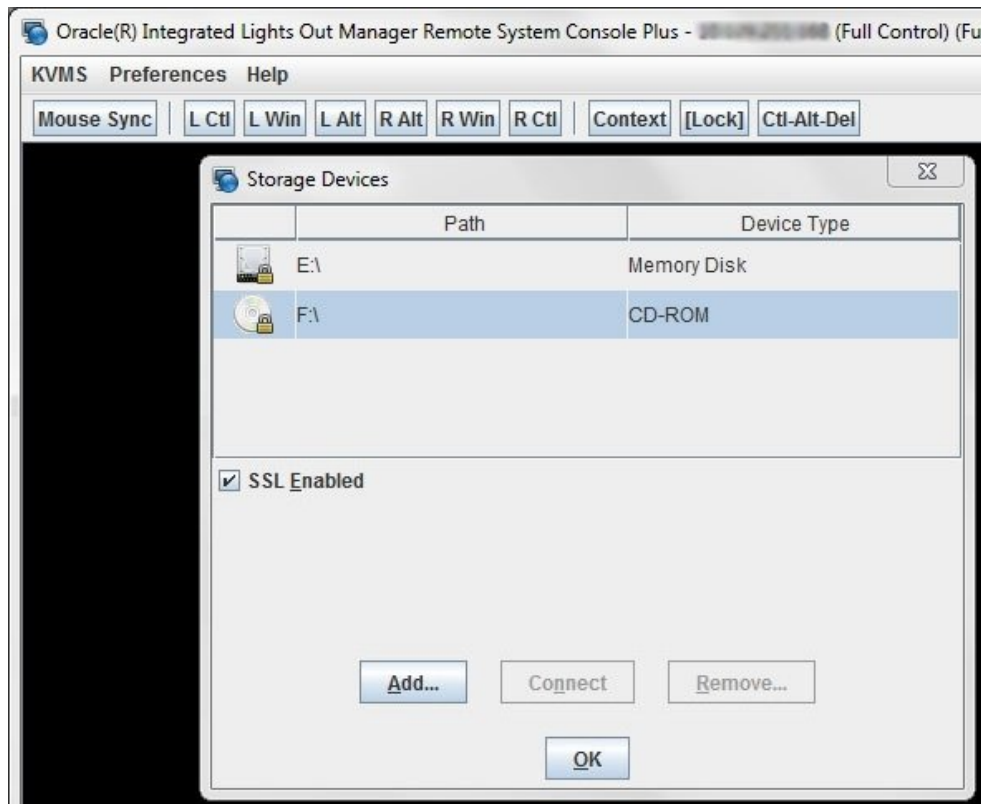 Oracle(R) Integrated Lights Out Manager Remote System Console Plus - (Full Control) (Fu
KVMS Preferences Help
Mouse Sync L Ctl L Win L Alt R Alt R Win R Ctl Context [Lock] Ctl-Alt-Del
Storage Devices
Path Device Type
E:\ Memory Disk
F:\ CD-ROM
SSL Enabled
Add... Connect Remove...
OK